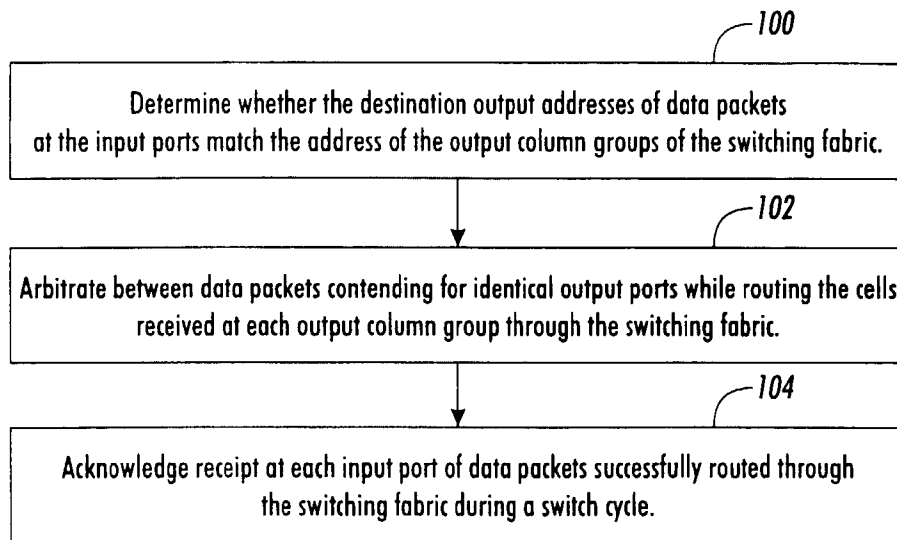 100
Determine whether the destination output addresses of data packets
at the input ports match the address of the output column groups of the switching fabric.
102
Arbitrate between data packets contending for identical output ports while routing the cells
received at each output column group through the switching fabric.
104
Acknowledge receipt at each input port of data packets successfully routed through
the switching fabric during a switch cycle.